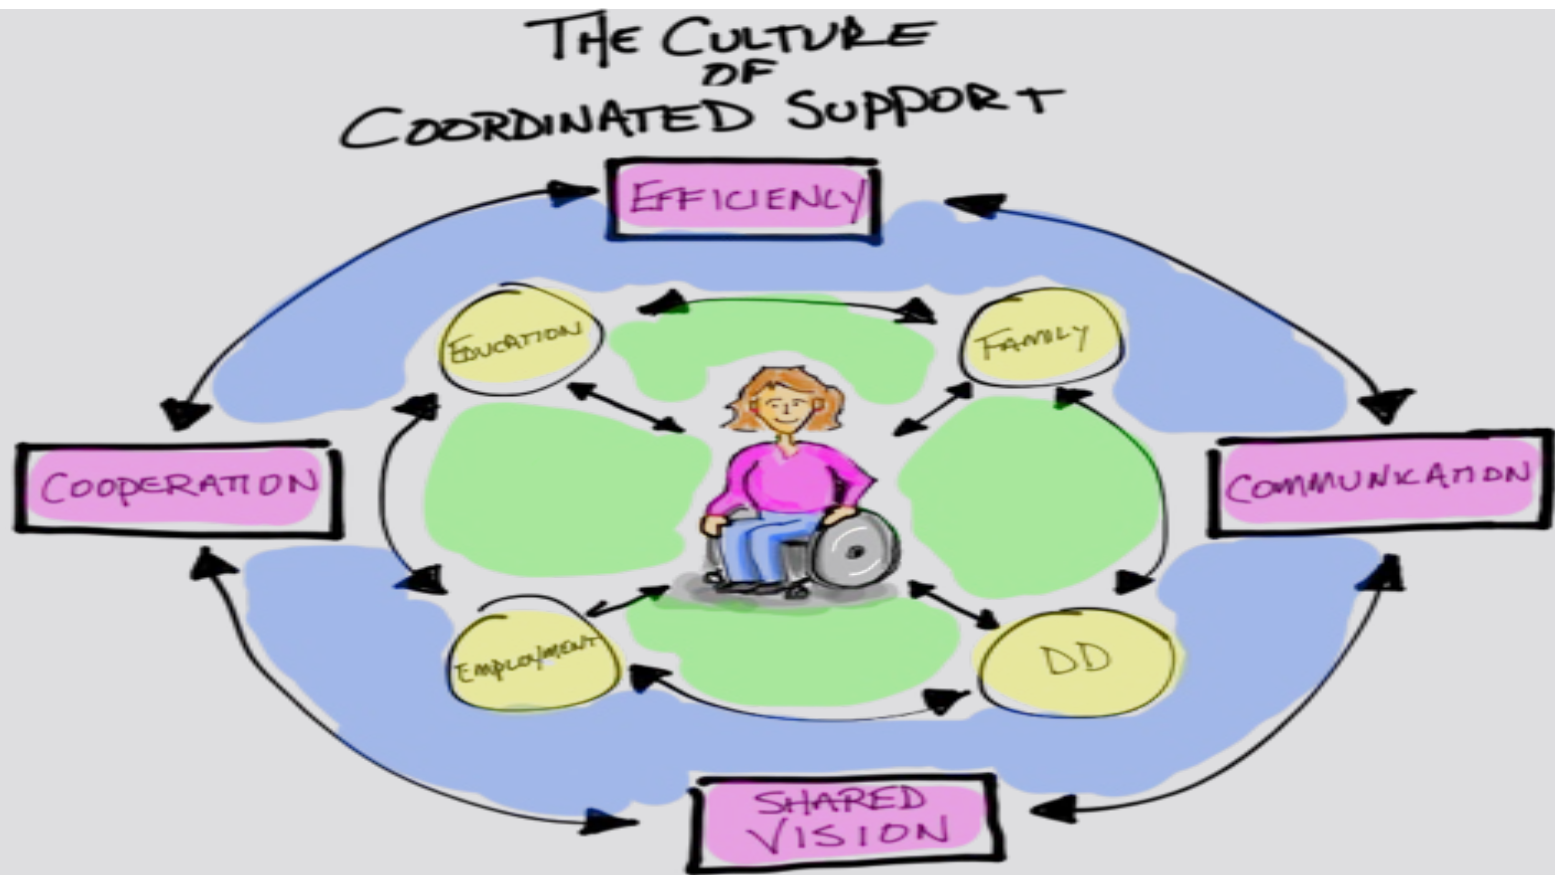 THE CULTURE
OF
COORDINATED SUPPORT
EFFICIENCY
EDUCATION
FAMILY
COOPERATION
COMMUNICATION
EMPLOYMENT
DD
SHARED
VISION